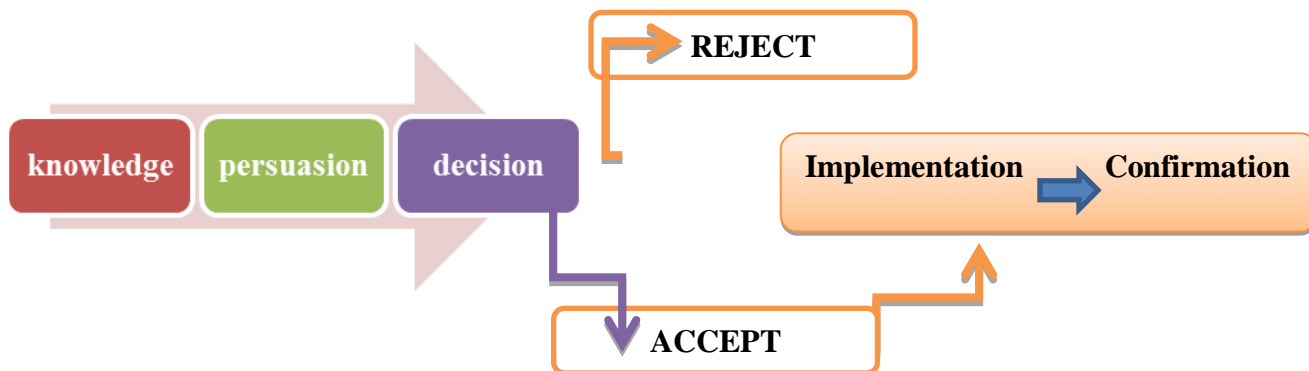 REJECT
knowledge persuasion decision
Implementation Confirmation
ACCEPT